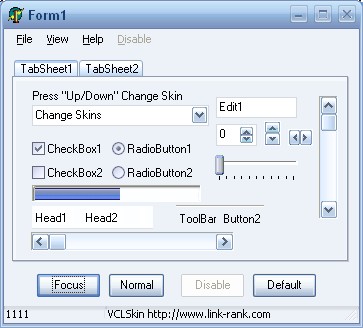 Form1
File View Help Disable
TabSheet1 TabSheet2
Press "Up/Down" Change Skin
Edit1
Change Skins
0
CheckBox1 RadioButton1
CheckBox2 RadioButton2
Head1 Head2 ToolBar Button2
Focus Normal Disable Default
1111 VCLSkin http://www.link-rank.com